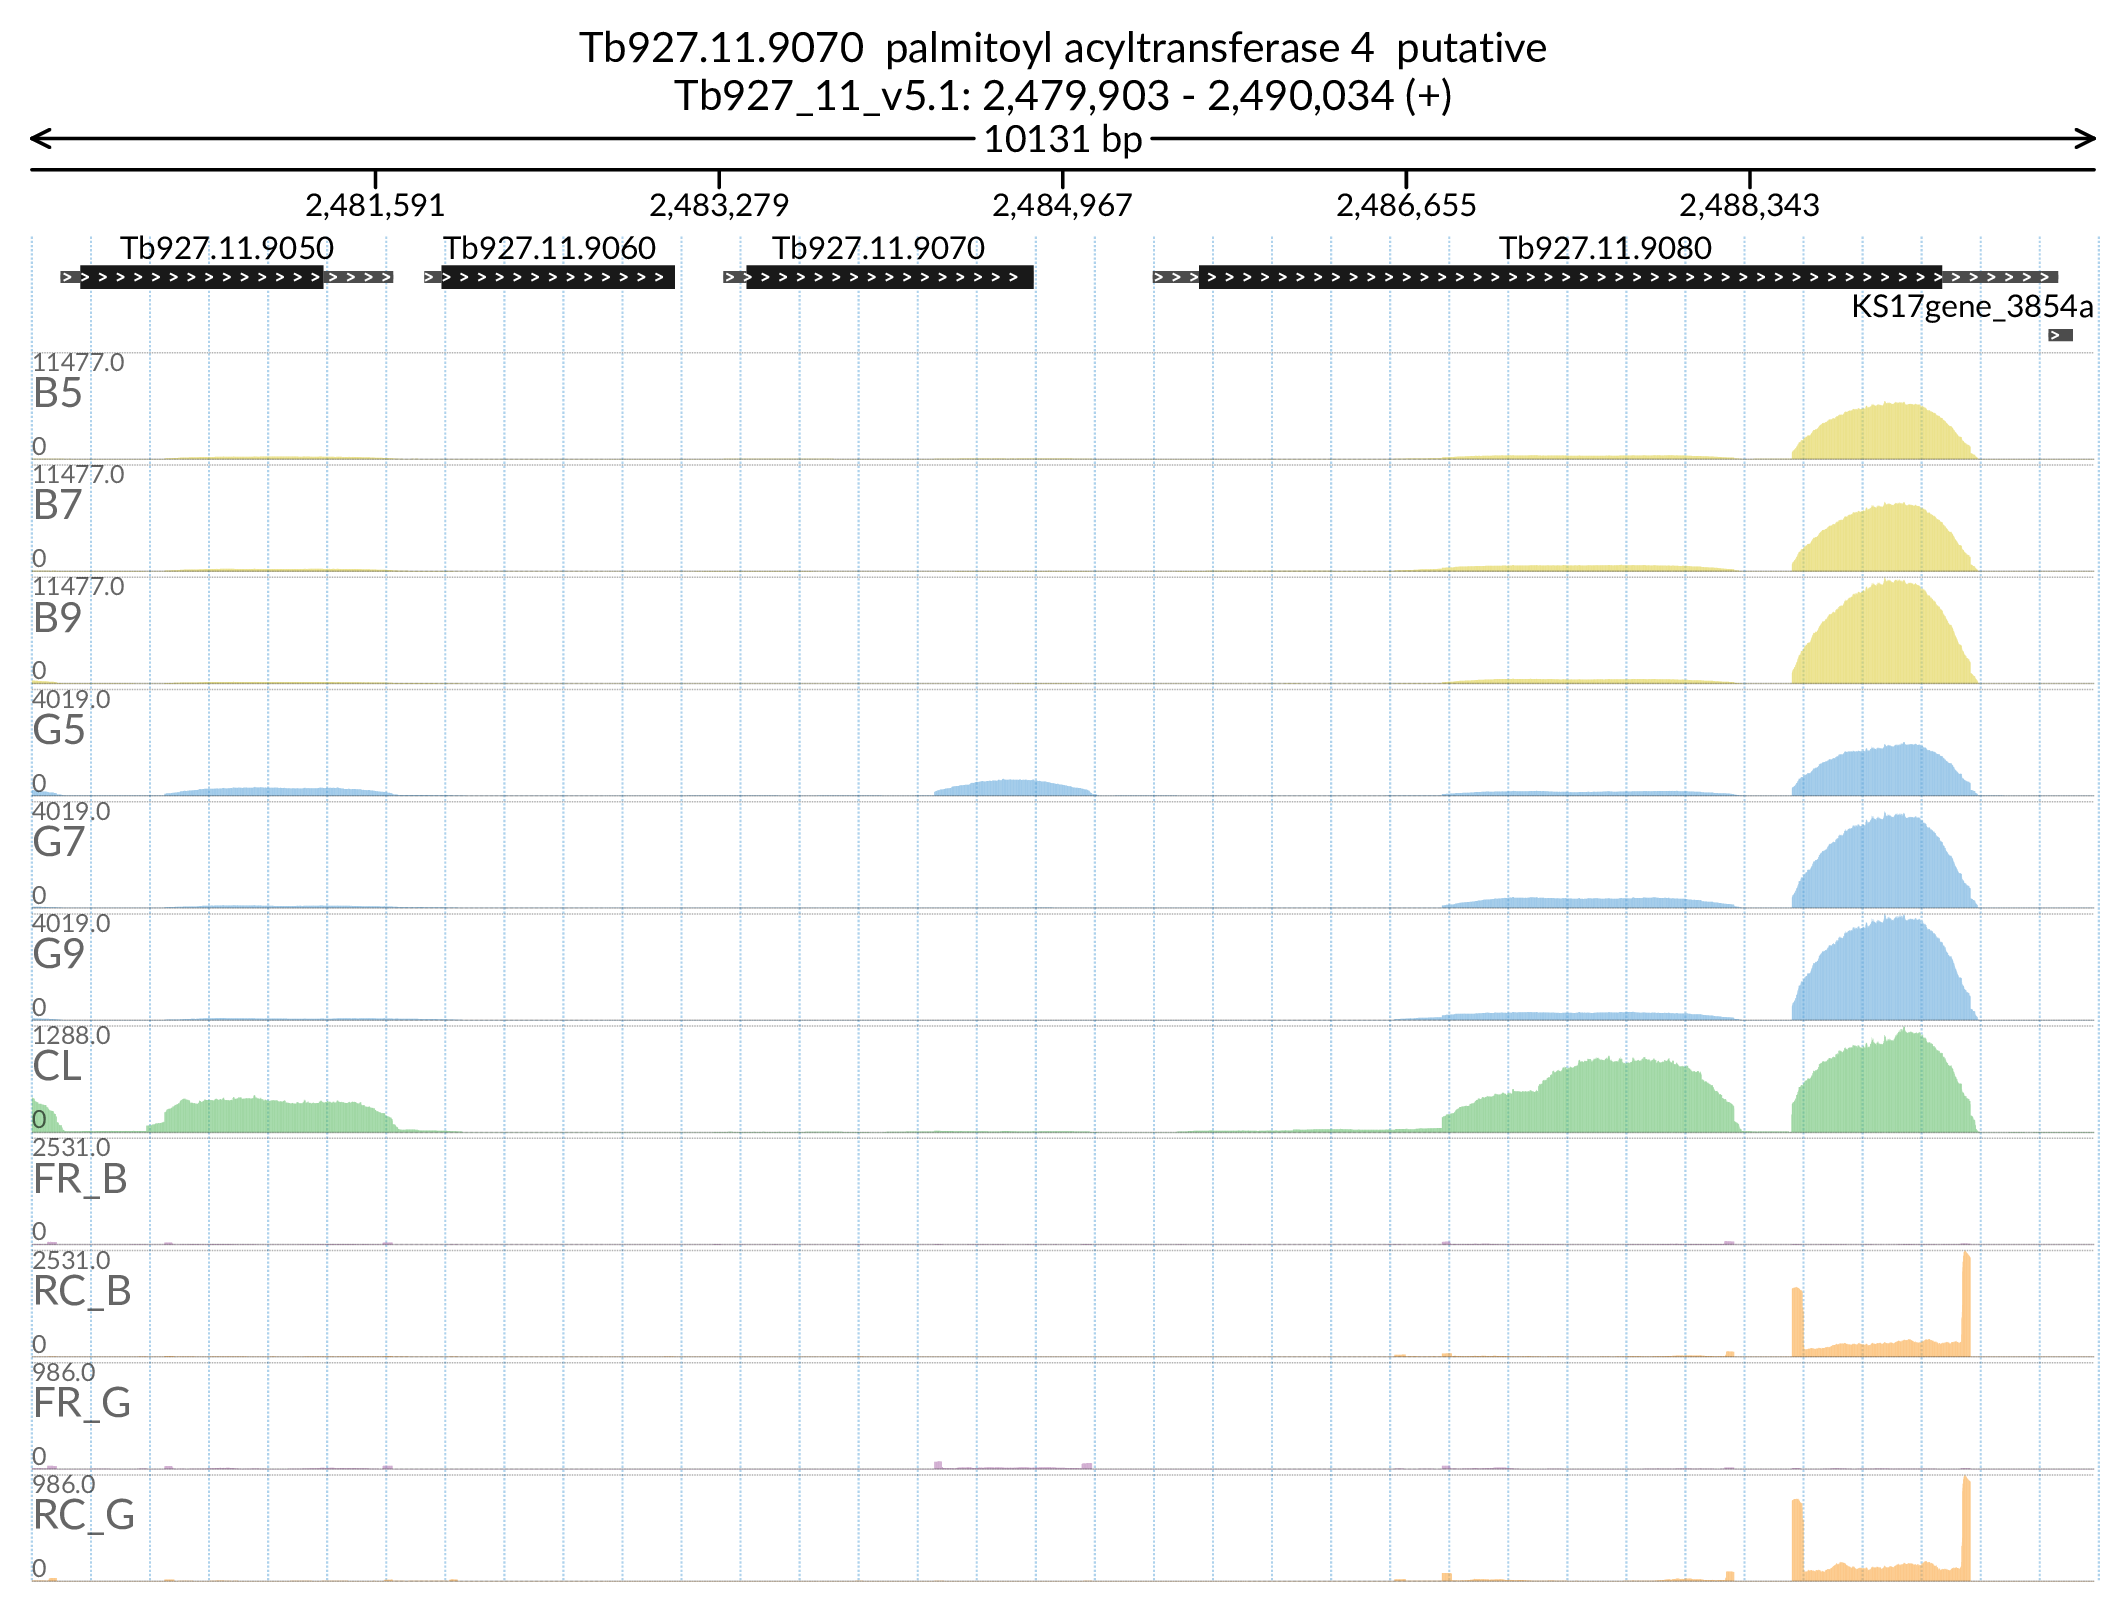 Tb927.11.9070  palmitoyl acyltransferase 4  putative
Tb927_11_v5.1: 2,479,903 - 2,490,034 (+)
10131 bp
2,481,591 2,483,279 2,484,967 2,486,655 2,488,343
Tb927.11.9050 Tb927.11.9060 Tb927.11.9070 Tb927.11.9080
KS17gene_3854a
11477.0
B5
0
11477.0
B7
0
11477.0
B9
0
4019.0
G5
0
4019.0
G7
0
4019.0
G9
0
1288.0
CL
0
2531.0
FR_B
0
2531.0
RC_B
0
986.0
FR_G
0
986.0
RC_G
0